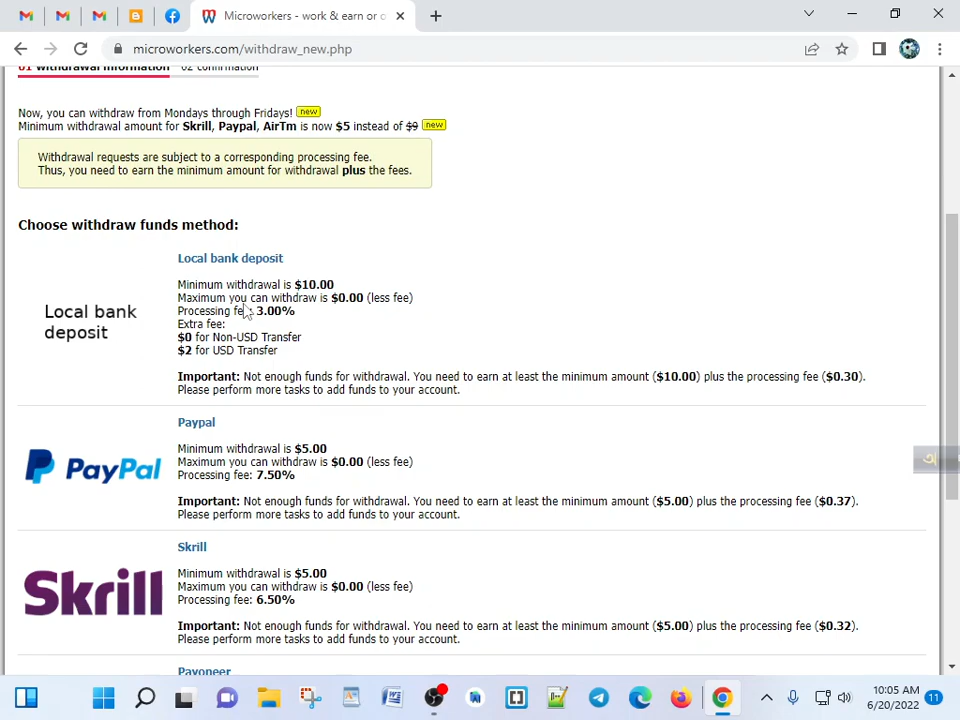 Microworkers - work & earn or o
microworkers.com/withdraw_new.php
01 withdrawal information 02 confirmation
Now, you can withdraw from Mondays through Fridays! new
Minimum withdrawal amount for Skrill, Paypal, AirTm is now $5 instead of $9 new
Withdrawal requests are subject to a corresponding processing fee.
Thus, you need to earn the minimum amount for withdrawal plus the fees.
Choose withdraw funds method:
Local bank
deposit
Local bank deposit
Minimum withdrawal is $10.00
Maximum you can withdraw is $0.00 (less fee)
Processing fee: 3.00%
Extra fee:
$0 for Non-USD Transfer
$2 for USD Transfer
Important: Not enough funds for withdrawal. You need to earn at least the minimum amount ($10.00) plus the processing fee ($0.30).
Please perform more tasks to add funds to your account.
PayPal
Paypal
Minimum withdrawal is $5.00
Maximum you can withdraw is $0.00 (less fee)
Processing fee: 7.50%
Important: Not enough funds for withdrawal. You need to earn at least the minimum amount ($5.00) plus the processing fee ($0.37).
Please perform more tasks to add funds to your account.
অ
Skrill
Skrill
Minimum withdrawal is $5.00
Maximum you can withdraw is $0.00 (less fee)
Processing fee: 6.50%
Important: Not enough funds for withdrawal. You need to earn at least the minimum amount ($5.00) plus the processing fee ($0.32).
Please perform more tasks to add funds to your account.
Payoneer
10:05 AM
6/20/2022
11